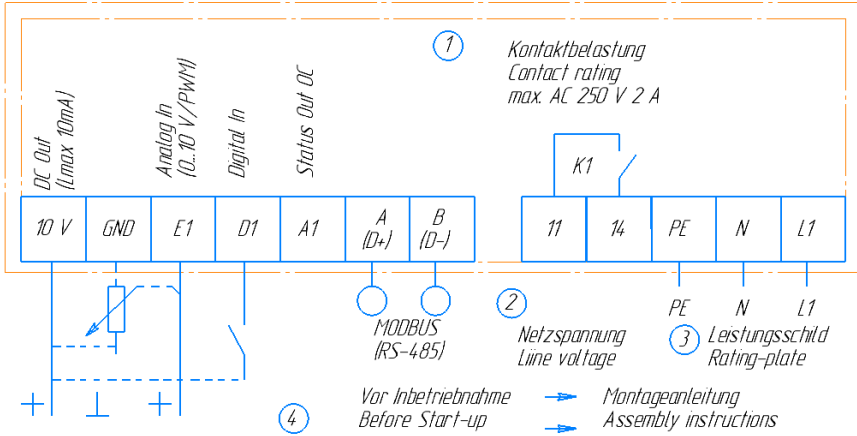 1
Kontaktbelastung
Contact rating
max. AC 250 V 2 A
DC Out
(Lmax 10mA)
Analog In
(0..10 V/PWM)
Digital In
Status Out OC
K1
10 V
GND
E1
D1
A1
A
(D+)
B
(D-)
11
14
PE
N
L1
PE
N
L1
MODBUS
(RS-485)
2
Netzspannung
Liine voltage
3
Leistungsschild
Rating-plate
4
Vor Inbetriebnahme
Before Start-up
Montageanleitung
Assembly instructions